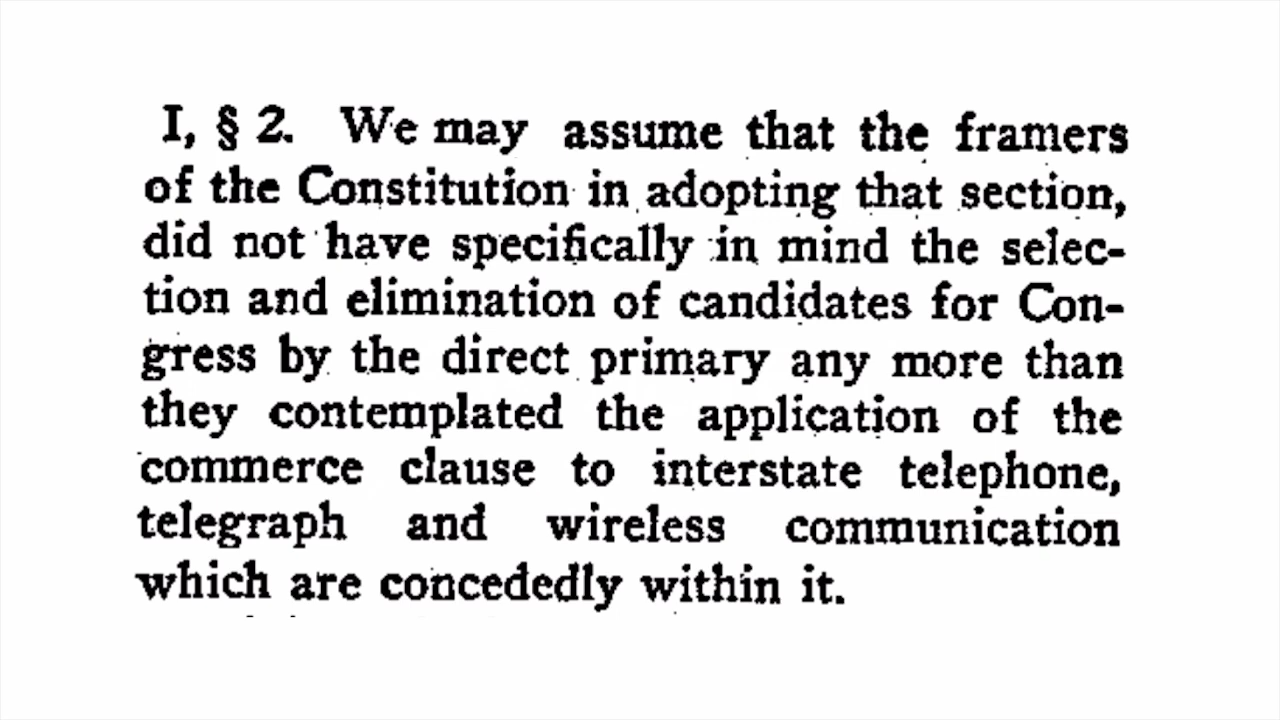 I, § 2. We may assume that the framers
of the Constitution in adopting that section,
did not have specifically in mind the selec-
tion and elimination of candidates for Con-
gress by the direct primary any more than
they contemplated the application of the
commerce clause to interstate telephone,
telegraph and wireless communication
which are concededly within it.